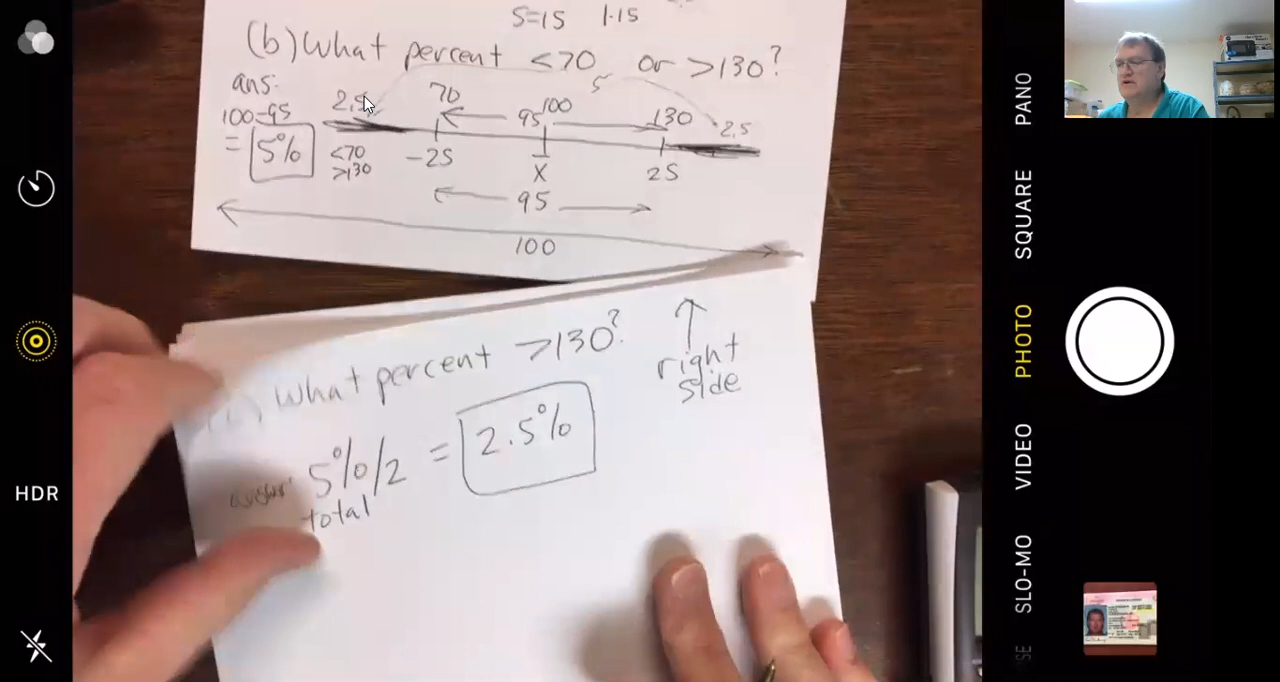 S=15 1.15
(b) What percent <70 or >130?
ans:
100-95
= 5%
2.5
70
95
100
130
2.5
5
<70
>130
-2S
X
2S
95
100
What percent >130?
↑
right
side
5%/2 = 2.5%
total
HDR
PANO
SQUARE
PHOTO
VIDEO
SLO-MO
SE